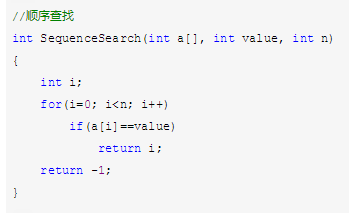 //顺序查找
int SequenceSearch(int a[], int value, int n)
{
    int i;
    for(i=0; i<n; i++)
        if(a[i]==value)
            return i;
    return -1;
}